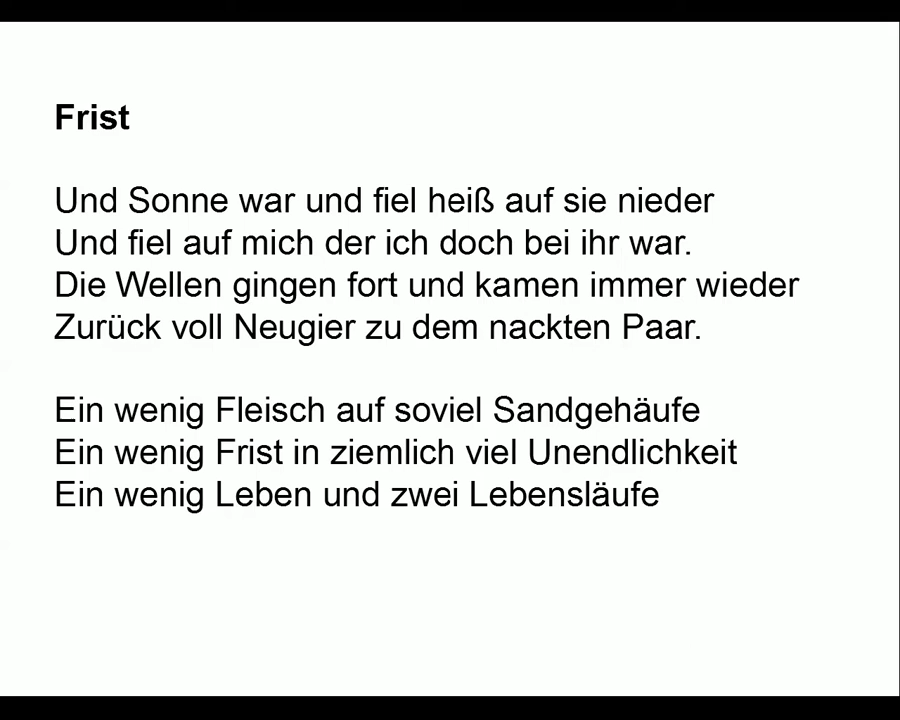 Frist
Und Sonne war und fiel heiß auf sie nieder
Und fiel auf mich der ich doch bei ihr war.
Die Wellen gingen fort und kamen immer wieder
Zurück voll Neugier zu dem nackten Paar.
Ein wenig Fleisch auf soviel Sandgehäufe
Ein wenig Frist in ziemlich viel Unendlichkeit
Ein wenig Leben und zwei Lebensläufe